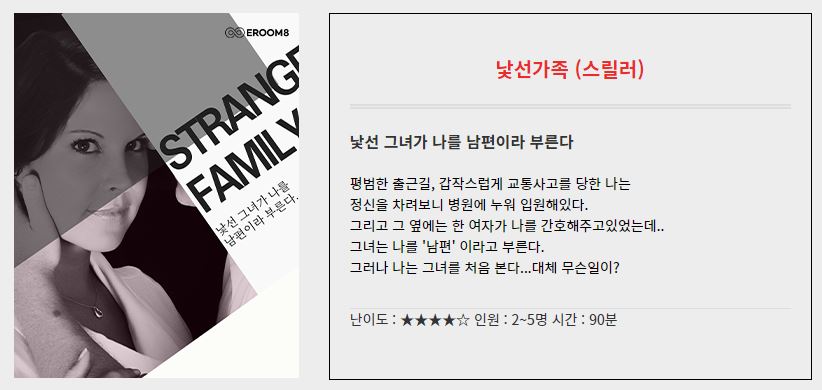 EROOM8
STRANGE
FAMILY
낯선 그녀가 나를
남편이라 부른다.
낯선가족 (스릴러)
낯선 그녀가 나를 남편이라 부른다
평범한 출근길, 갑작스럽게 교통사고를 당한 나는
정신을 차려보니 병원에 누워 입원해있다.
그리고 그 옆에는 한 여자가 나를 간호해주고있었는데..
그녀는 나를 '남편' 이라고 부른다.
그러나 나는 그녀를 처음 본다...대체 무슨일이?
난이도 : ★★★★☆ 인원 : 2~5명 시간 : 90분